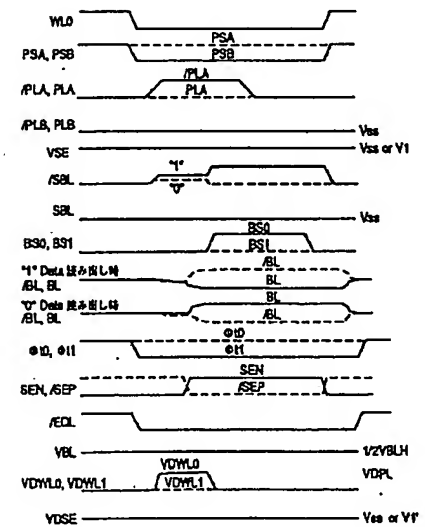 WL0
PSA
PSA, PSB
PSB
/PLA
/PLA, PLA
PLA
/PLB, PLB
Vss
VSE
Vss or V1
"1"
/SBL
"0"
SBL
Vss
BS0
BS0, BS1
BS1
"1" Data 読み出し時
/BL
/BL, BL
BL
"0" Data 読み出し時
BL
/BL, BL
/BL
Φt0
Φt0, Φt1
Φt1
SEN
SEN, /SEP
/SEP
/EQL
VBL
1/2VBLH
VDWL0
VDPL
VDWL0, VDWL1
VDWL1
VDSE
Vss or V1'